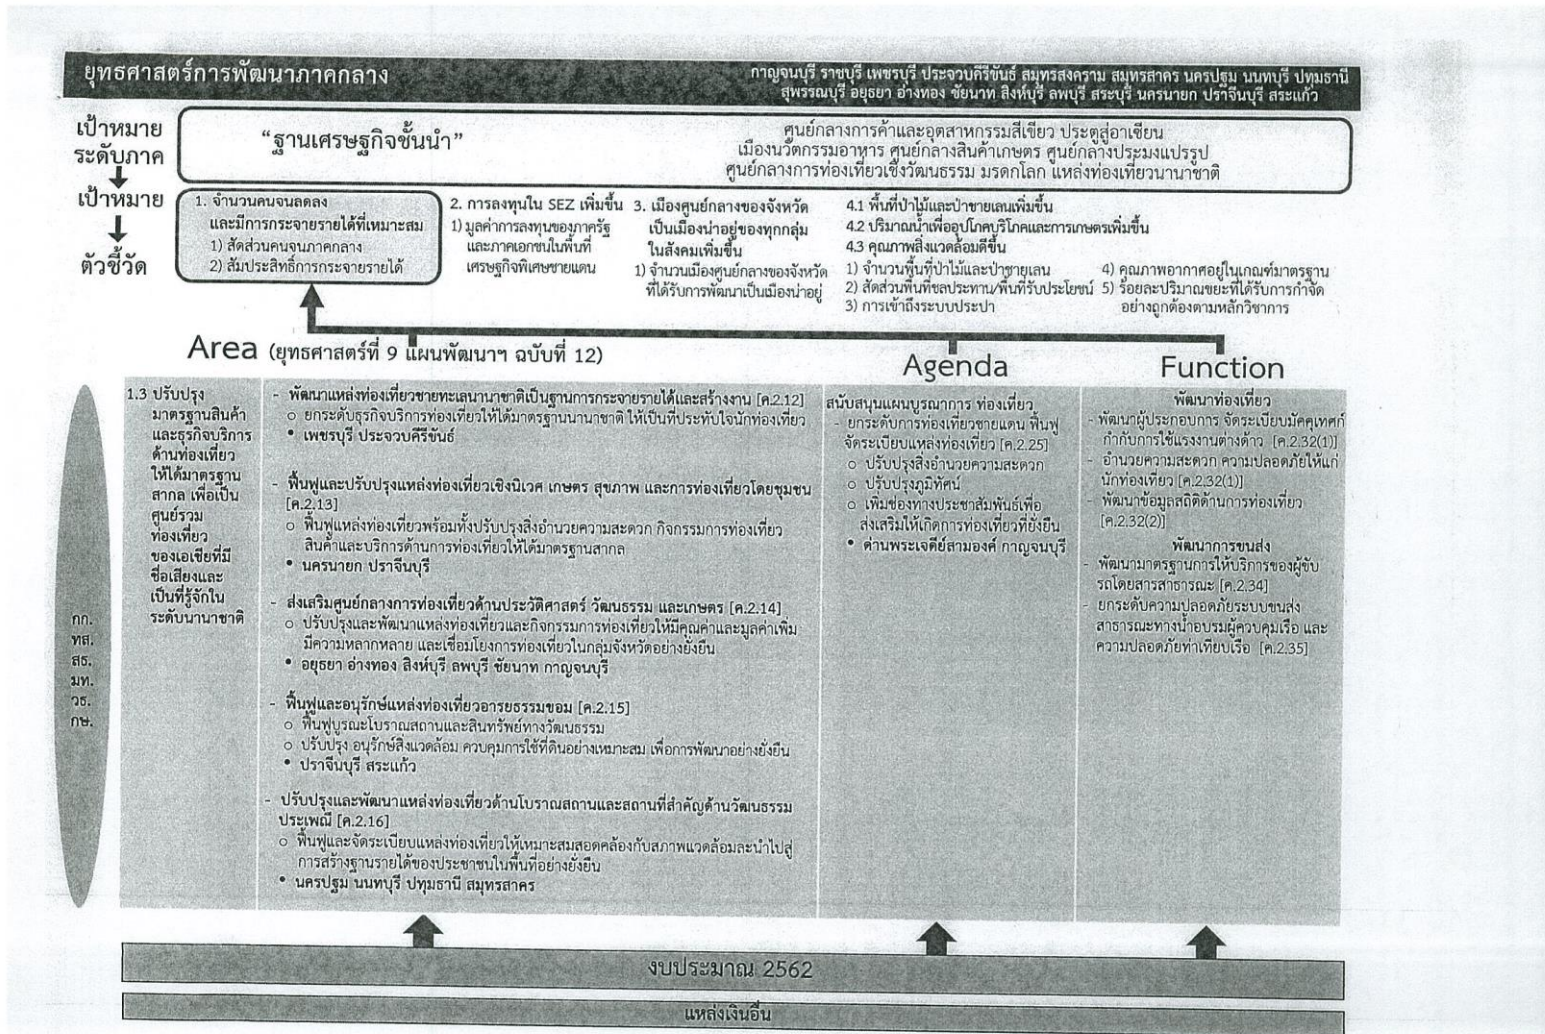 ยุทธศาสตร์การพัฒนาภาคกลาง
กาญจนบุรี ราชบุรี เพชรบุรี ประจวบคีรีขันธ์ สมุทรสงคราม สมุทรสาคร นครปฐม นนทบุรี ปทุมธานี
สุพรรณบุรี อยุธยา อ่างทอง ชัยนาท สิงห์บุรี ลพบุรี สระบุรี นครนายก ปราจีนบุรี สระแก้ว
เป้าหมาย
ระดับภาค
“ฐานเศรษฐกิจชั้นนำ”
ศูนย์กลางการค้าและอุตสาหกรรมสีเขียว ประตูสู่อาเซียน
เมืองนวัตกรรมอาหาร ศูนย์กลางสินค้าเกษตร ศูนย์กลางประมงแปรรูป
ศูนย์กลางการท่องเที่ยวเชิงวัฒนธรรม มรดกโลก แหล่งท่องเที่ยวนานาชาติ
เป้าหมาย
ตัวชี้วัด
1. จำนวนคนจนลดลง
และมีการกระจายรายได้ที่เหมาะสม
1) สัดส่วนคนจนภาคกลาง
2) สัมประสิทธิ์การกระจายรายได้
2. การลงทุนใน SEZ เพิ่มขึ้น
1) มูลค่าการลงทุนของภาครัฐ
และภาคเอกชนในพื้นที่
เศรษฐกิจพิเศษชายแดน
3. เมืองศูนย์กลางของจังหวัด
เป็นเมืองน่าอยู่ของทุกกลุ่ม
ในสังคมเพิ่มขึ้น
1) จำนวนเมืองศูนย์กลางของจังหวัด
ที่ได้รับการพัฒนาเป็นเมืองน่าอยู่
4.1 พื้นที่ป่าไม้และป่าชายเลนเพิ่มขึ้น
4.2 ปริมาณน้ำเพื่ออุปโภคบริโภคและการเกษตรเพิ่มขึ้น
4.3 คุณภาพสิ่งแวดล้อมดีขึ้น
1) จำนวนพื้นที่ป่าไม้และป่าชายเลน
2) สัดส่วนพื้นที่ชลประทาน/พื้นที่รับประโยชน์
3) การเข้าถึงระบบประปา
4) คุณภาพอากาศอยู่ในเกณฑ์มาตรฐาน
5) ร้อยละปริมาณขยะที่ได้รับการกำจัด
อย่างถูกต้องตามหลักวิชาการ
Area (ยุทธศาสตร์ที่ 9 แผนพัฒนาฯ ฉบับที่ 12)
Agenda
Function
กก.
ทส.
สธ.
มท.
วธ.
กษ.
1.3 ปรับปรุง
มาตรฐานสินค้า
และธุรกิจบริการ
ด้านท่องเที่ยว
ให้ได้มาตรฐาน
สากล เพื่อเป็น
ศูนย์รวม
ท่องเที่ยว
ของเอเชียที่มี
ชื่อเสียงและ
เป็นที่รู้จักใน
ระดับนานาชาติ
- พัฒนาแหล่งท่องเที่ยวชายทะเลนานาชาติเป็นฐานการกระจายรายได้และสร้างงาน [ค.2.12]
o ยกระดับธุรกิจบริการท่องเที่ยวให้ได้มาตรฐานนานาชาติ ให้เป็นที่ประทับใจนักท่องเที่ยว
• เพชรบุรี ประจวบคีรีขันธ์
- ฟื้นฟูและปรับปรุงแหล่งท่องเที่ยวเชิงนิเวศ เกษตร สุขภาพ และการท่องเที่ยวโดยชุมชน
[ค.2.13]
o ฟื้นฟูแหล่งท่องเที่ยวพร้อมทั้งปรับปรุงสิ่งอำนวยความสะดวก กิจกรรมการท่องเที่ยว
สินค้าและบริการด้านการท่องเที่ยวให้ได้มาตรฐานสากล
• นครนายก ปราจีนบุรี
- ส่งเสริมศูนย์กลางการท่องเที่ยวด้านประวัติศาสตร์ วัฒนธรรม และเกษตร [ค.2.14]
o ปรับปรุงและพัฒนาแหล่งท่องเที่ยวและกิจกรรมการท่องเที่ยวให้มีคุณค่าและมูลค่าเพิ่ม
มีความหลากหลาย และเชื่อมโยงการท่องเที่ยวในกลุ่มจังหวัดอย่างยั่งยืน
• อยุธยา อ่างทอง สิงห์บุรี ลพบุรี ชัยนาท กาญจนบุรี
- ฟื้นฟูและอนุรักษ์แหล่งท่องเที่ยวอารยธรรมขอม [ค.2.15]
o ฟื้นฟูบูรณะโบราณสถานและสินทรัพย์ทางวัฒนธรรม
o ปรับปรุง อนุรักษ์สิ่งแวดล้อม ควบคุมการใช้ที่ดินอย่างเหมาะสม เพื่อการพัฒนาอย่างยั่งยืน
• ปราจีนบุรี สระแก้ว
- ปรับปรุงและพัฒนาแหล่งท่องเที่ยวด้านโบราณสถานและสถานที่สำคัญด้านวัฒนธรรม
ประเพณี [ค.2.16]
o ฟื้นฟูและจัดระเบียบแหล่งท่องเที่ยวให้เหมาะสมสอดคล้องกับสภาพแวดล้อมละนำไปสู่
การสร้างฐานรายได้ของประชาชนในพื้นที่อย่างยั่งยืน
• นครปฐม นนทบุรี ปทุมธานี สมุทรสาคร
สนับสนุนแผนบูรณาการ ท่องเที่ยว
- ยกระดับการท่องเที่ยวชายแดน ฟื้นฟู
จัดระเบียบแหล่งท่องเที่ยว [ค.2.25]
o ปรับปรุงสิ่งอำนวยความสะดวก
o ปรับปรุงภูมิทัศน์
o เพิ่มช่องทางประชาสัมพันธ์เพื่อ
ส่งเสริมให้เกิดการท่องเที่ยวที่ยั่งยืน
• ด่านพระเจดีย์สามองค์ กาญจนบุรี
พัฒนาท่องเที่ยว
- พัฒนาผู้ประกอบการ จัดระเบียบมัคคุเทศก์
กำกับการใช้แรงงานต่างด้าว [ค.2.32(1)]
- อำนวยความสะดวก ความปลอดภัยให้แก่
นักท่องเที่ยว [ค.2.32(1)]
- พัฒนาข้อมูลสถิติด้านการท่องเที่ยว
[ค.2.32(2)]
พัฒนาการขนส่ง
- พัฒนามาตรฐานการให้บริการของผู้ขับ
รถโดยสารสาธารณะ [ค.2.34]
- ยกระดับความปลอดภัยระบบขนส่ง
สาธารณะทางน้ำอบรมผู้ควบคุมเรือ และ
ความปลอดภัยท่าเทียบเรือ [ค.2.35]
งบประมาณ 2562
แหล่งเงินอื่น